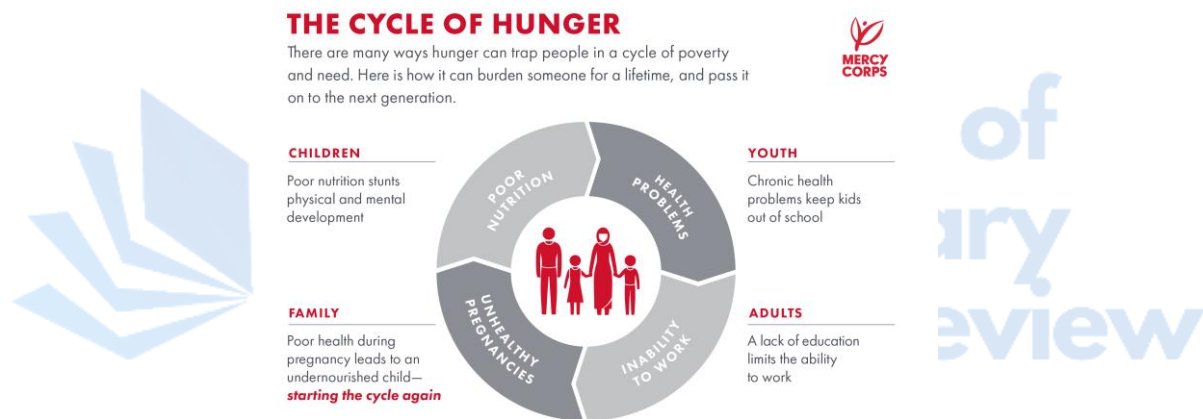 THE CYCLE OF HUNGER
There are many ways hunger can trap people in a cycle of poverty
and need. Here is how it can burden someone for a lifetime, and pass it
on to the next generation.
MERCY
CORPS
CHILDREN
Poor nutrition stunts
physical and mental
development
POOR
NUTRITION
HEALTH
PROBLEMS
YOUTH
Chronic health
problems keep kids
out of school
FAMILY
Poor health during
pregnancy leads to an
undernourished child—
starting the cycle again
UNHEALTHY
PREGNANCIES
INABILITY
TO WORK
ADULTS
A lack of education
limits the ability
to work
of